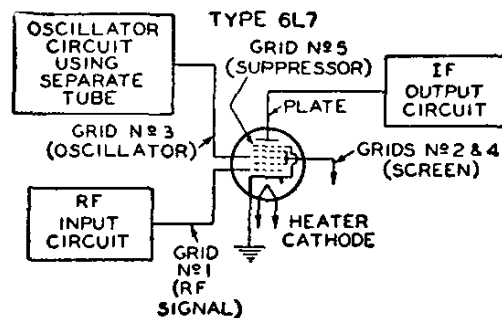 TYPE 6L7
OSCILLATOR
CIRCUIT
USING
SEPARATE
TUBE
GRID Nº 5
(SUPPRESSOR)
IF
OUTPUT
CIRCUIT
PLATE
GRID Nº 3
(OSCILLATOR)
GRIDS Nº 2 & 4
(SCREEN)
RF
INPUT
CIRCUIT
HEATER
CATHODE
GRID
Nº 1
(RF
SIGNAL)